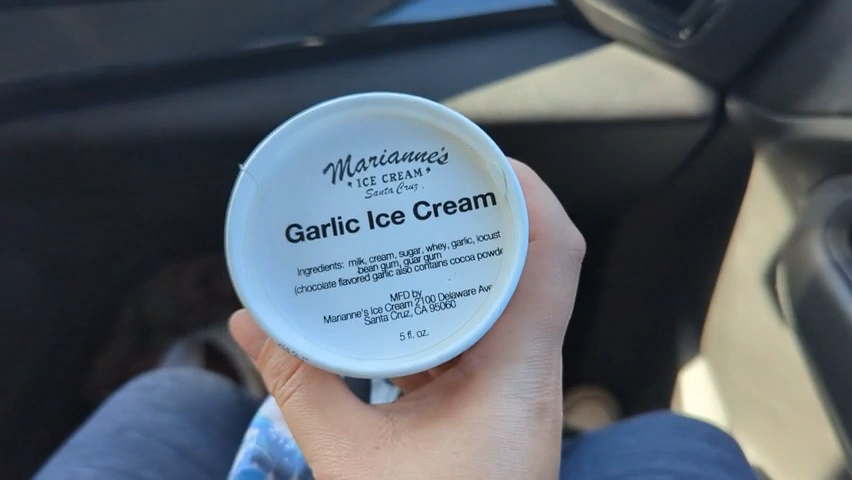 Marianne's
* ICE CREAM *
Santa Cruz
Garlic Ice Cream
Ingredients: milk, cream, sugar, whey, garlic, locust
bean gum, guar gum
(chocolate flavored garlic also contains cocoa powde
MFD by
Marianne's Ice Cream 2100 Delaware Ave
Santa Cruz, CA 95060
5 fl. oz.